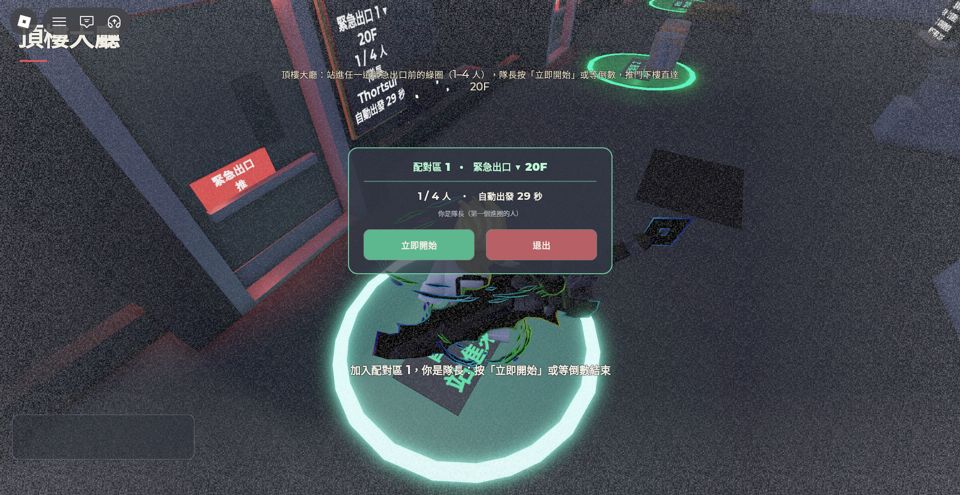 頂樓大廳
緊急出口 1 ▼
20F
1 / 4 人
隊長
Thortsur
自動出發 29 秒
頂樓大廳：站進任一道緊急出口前的綠圈（1–4 人），隊長按「立即開始」或等倒數，推門下樓直達
20F
緊急出口
推
配對區 1 • 緊急出口 ▼ 20F
1 / 4 人 • 自動出發 29 秒
你是隊長（第一個進圈的人）
立即開始
退出
加入配對區 1，你是隊長：按「立即開始」或等倒數結束